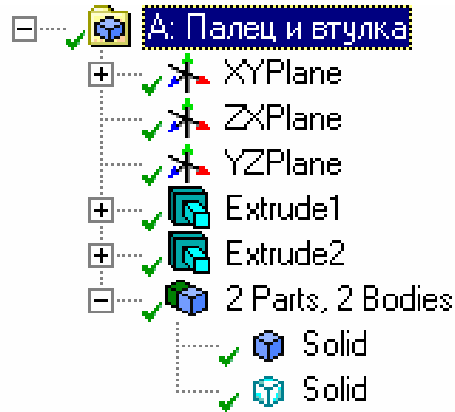 А: Палец и втулка
XYPlane
ZXPlane
YZPlane
Extrude1
Extrude2
2 Parts, 2 Bodies
Solid
Solid